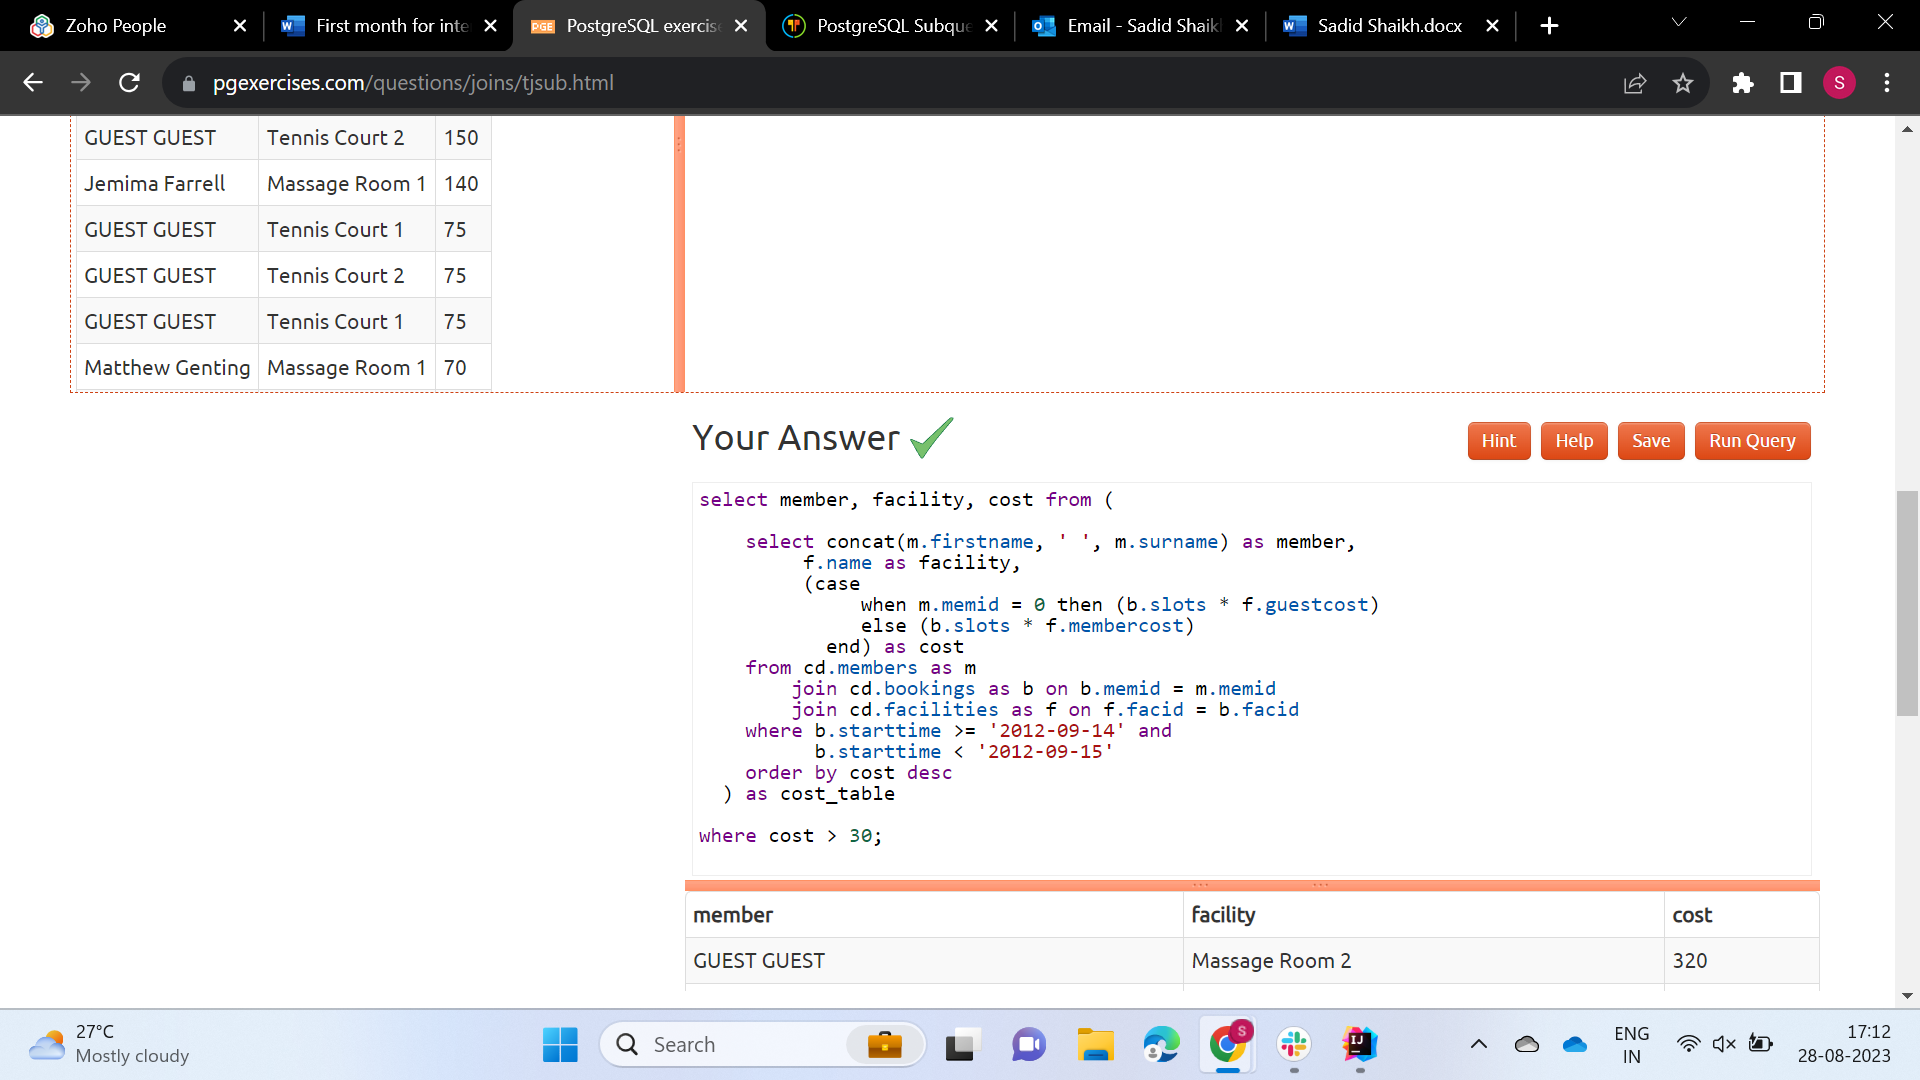 Zoho People
First month for inte
PostgreSQL exercise
PostgreSQL Subque
Email - Sadid Shaikh
Sadid Shaikh.docx
pgexercises.com/questions/joins/tjsub.html
S
GUEST GUEST Tennis Court 2 150
Jemima Farrell Massage Room 1 140
GUEST GUEST Tennis Court 1 75
GUEST GUEST Tennis Court 2 75
GUEST GUEST Tennis Court 1 75
Matthew Genting Massage Room 1 70
Your Answer
Hint Help Save Run Query
select member, facility, cost from (
select concat(m.firstname, ' ', m.surname) as member,
f.name as facility,
(case
when m.memid = 0 then (b.slots * f.guestcost)
else (b.slots * f.membercost)
end) as cost
from cd.members as m
join cd.bookings as b on b.memid = m.memid
join cd.facilities as f on f.facid = b.facid
where b.starttime >= '2012-09-14' and
b.starttime < '2012-09-15'
order by cost desc
) as cost_table
where cost > 30;
member facility cost
GUEST GUEST Massage Room 2 320
27°C
Mostly cloudy
Search
S
ENG
IN
17:12
28-08-2023